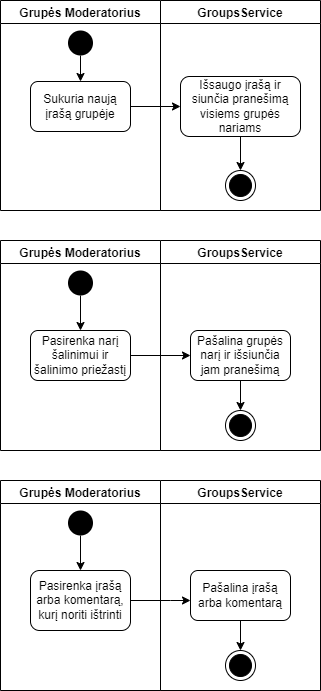 Grupės Moderatorius
GroupsService
Sukuria naują
įrašą grupėje
Išsaugo įrašą ir
siunčia pranešimą
visiems grupės
nariams
Grupės Moderatorius
GroupsService
Pasirenka narį
šalinimui ir
šalinimo priežastį
Pašalina grupės
narį ir išsiunčia
jam pranešimą
Grupės Moderatorius
GroupsService
Pasirenka įrašą
arba komentarą,
kurį noriti ištrinti
Pašalina įrašą
arba komentarą